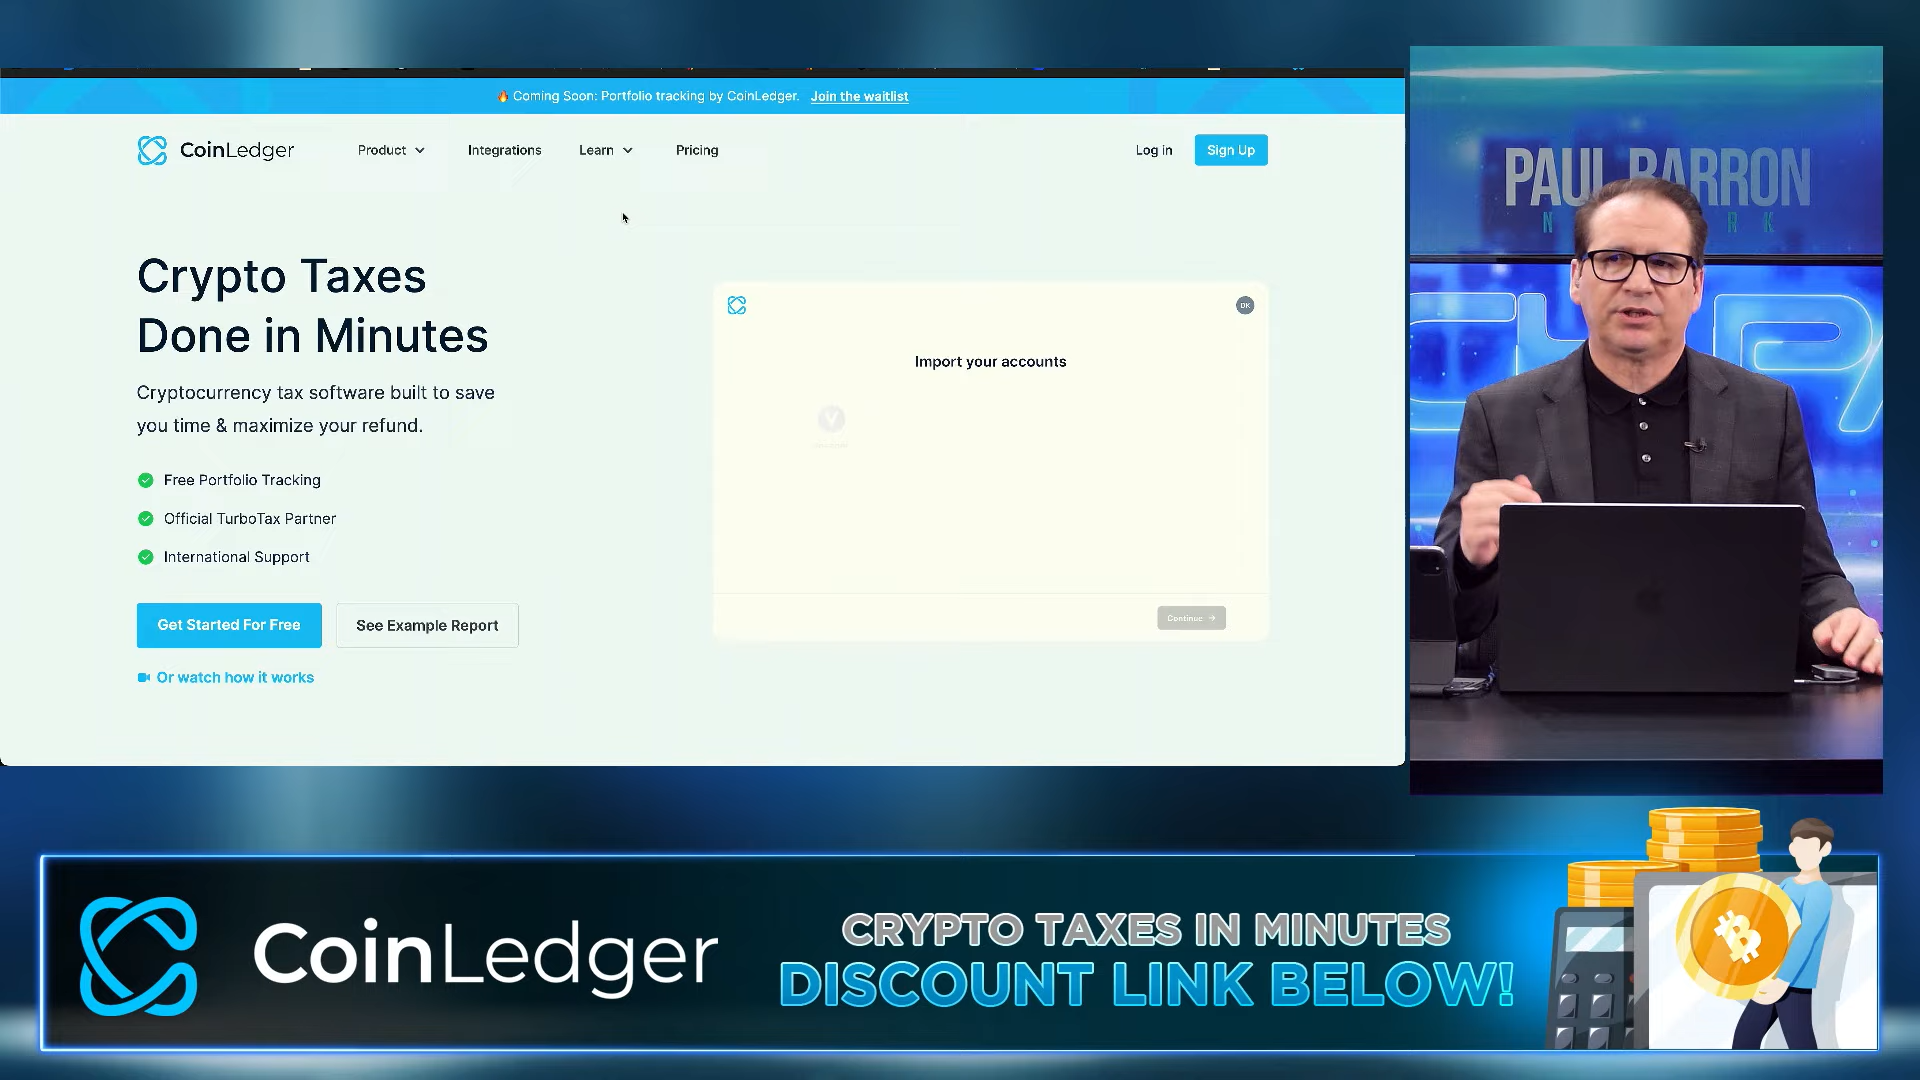 🔥 Coming Soon: Portfolio tracking by CoinLedger. Join the waitlist
CoinLedger
Product
Integrations
Learn
Pricing
Log in
Sign Up
Crypto Taxes
Done in Minutes
Cryptocurrency tax software built to save
you time & maximize your refund.
Free Portfolio Tracking
Official TurboTax Partner
International Support
Get Started For Free
See Example Report
Or watch how it works
DK
Import your accounts
Continue →
PAUL BARRON
CoinLedger
CRYPTO TAXES IN MINUTES
DISCOUNT LINK BELOW!